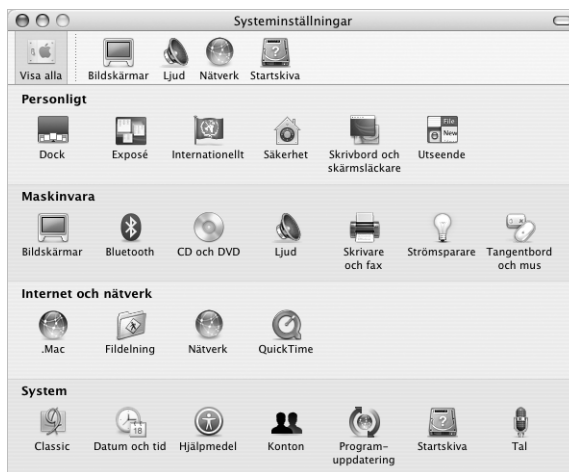 Systeminställningar
Visa alla Bildskärmar Ljud Nätverk Startskiva
Personligt
Dock Exposé Internationellt Säkerhet Skrivbord och skärmsläckare Utseende
Maskinvara
Bildskärmar Bluetooth CD och DVD Ljud Skrivare och fax Strömsparare Tangentbord och mus
Internet och nätverk
.Mac Fildelning Nätverk QuickTime
System
Classic Datum och tid Hjälpmedel Konton Program-uppdatering Startskiva Tal